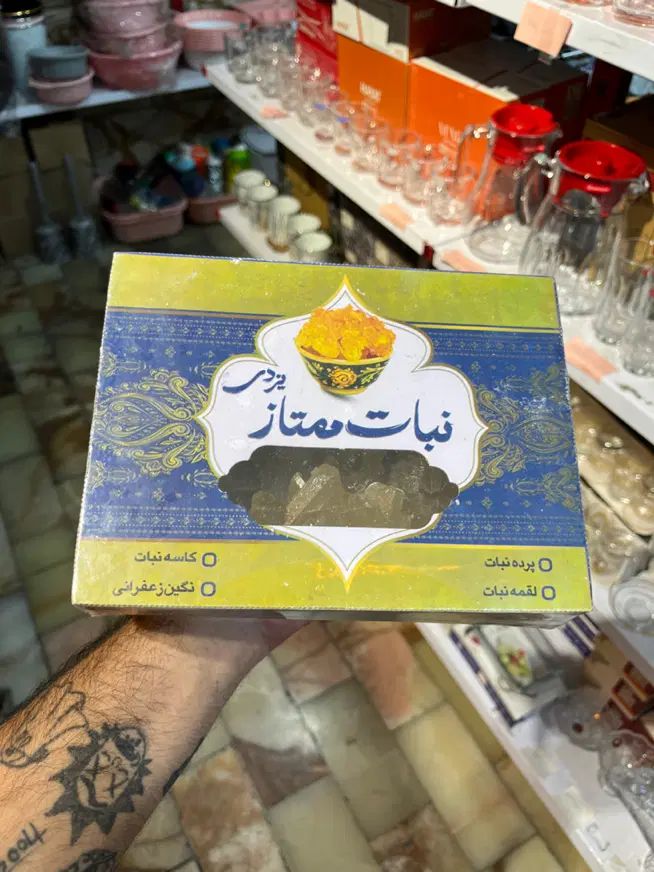 یزدی
نبات ممتاز
پرده نبات
کاسه نبات
لقمه نبات
نگین زعفرانی